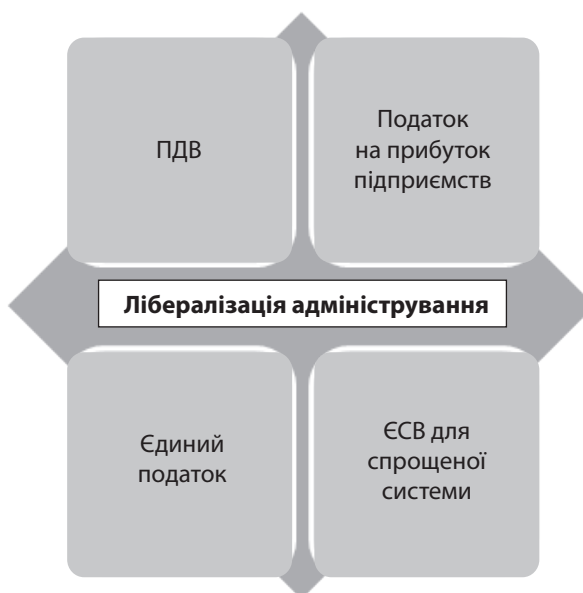 ПДВ
Податок
на прибуток
підприємств
Лібералізація адміністрування
Єдиний
податок
ЄСВ для
спрощеної
системи